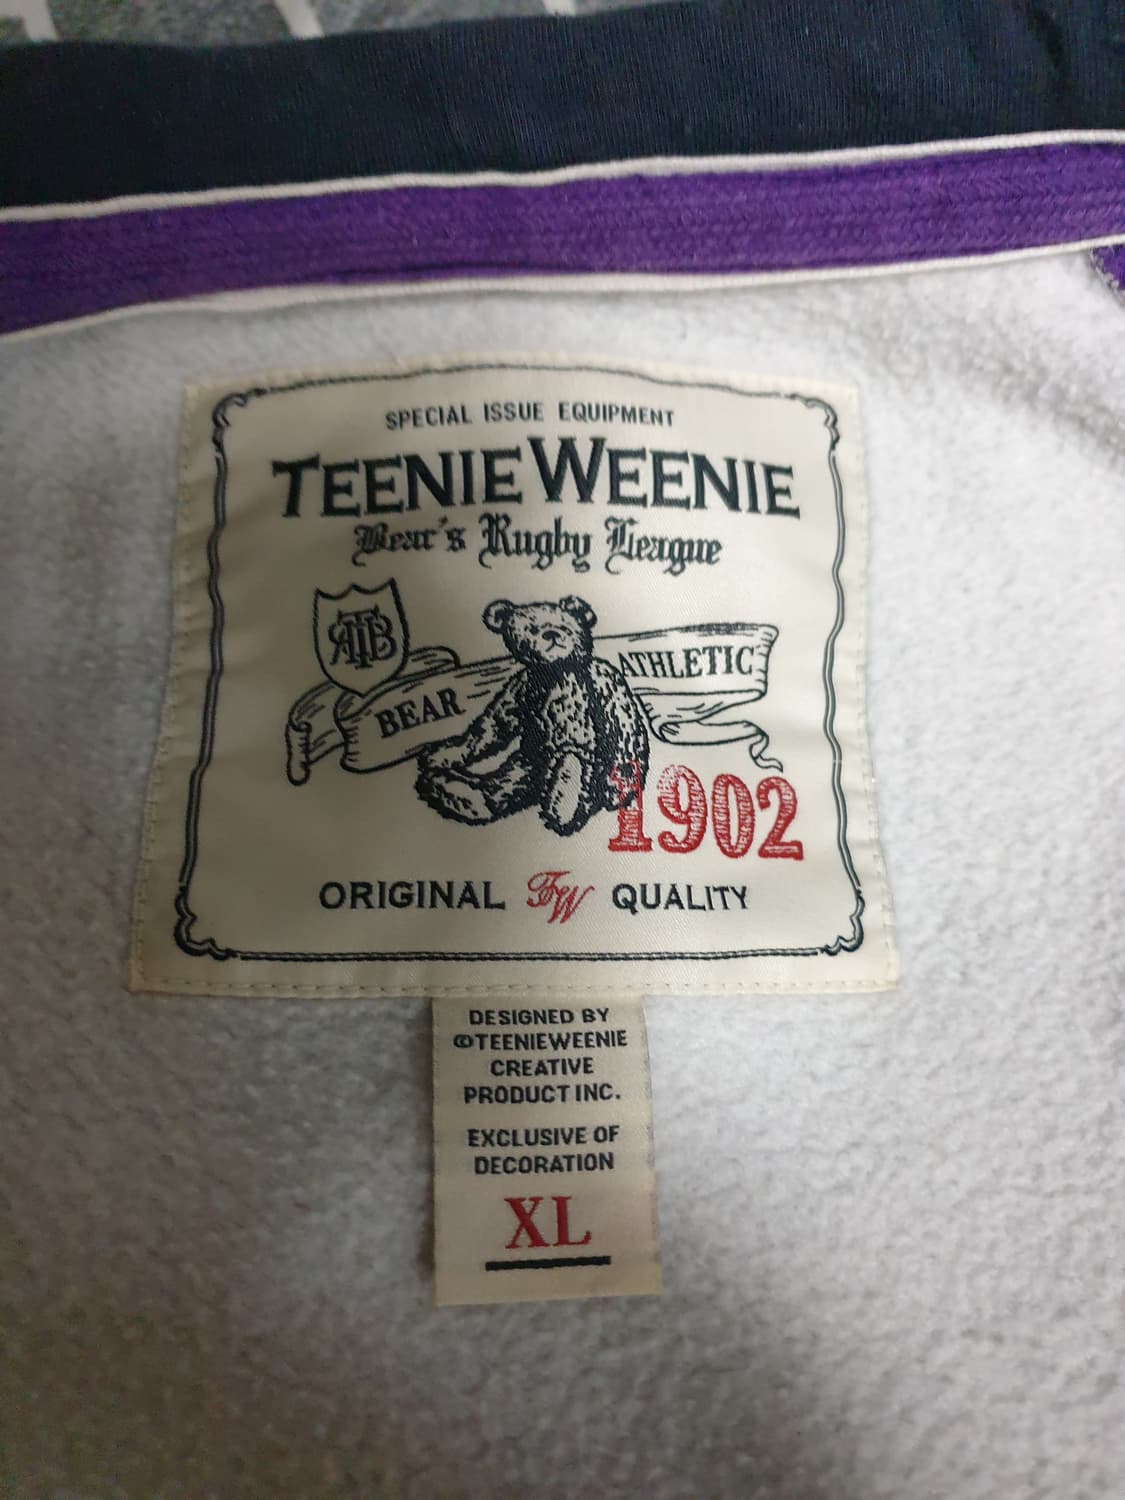 SPECIAL ISSUE EQUIPMENT
TEENIE WEENIE
Bear's Rugby League
BEAR
ATHLETIC
1902
ORIGINAL TW QUALITY
DESIGNED BY
©TEENIEWEENIE
CREATIVE
PRODUCT INC.
EXCLUSIVE OF
DECORATION
XL